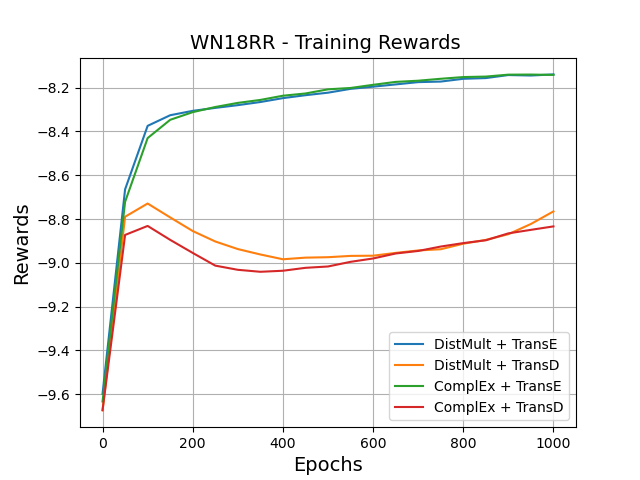 WN18RR - Training Rewards
Rewards
−8.2
−8.4
−8.6
−8.8
−9.0
−9.2
−9.4
−9.6
DistMult + TransE
DistMult + TransD
ComplEx + TransE
ComplEx + TransD
0
200
400
600
800
1000
Epochs